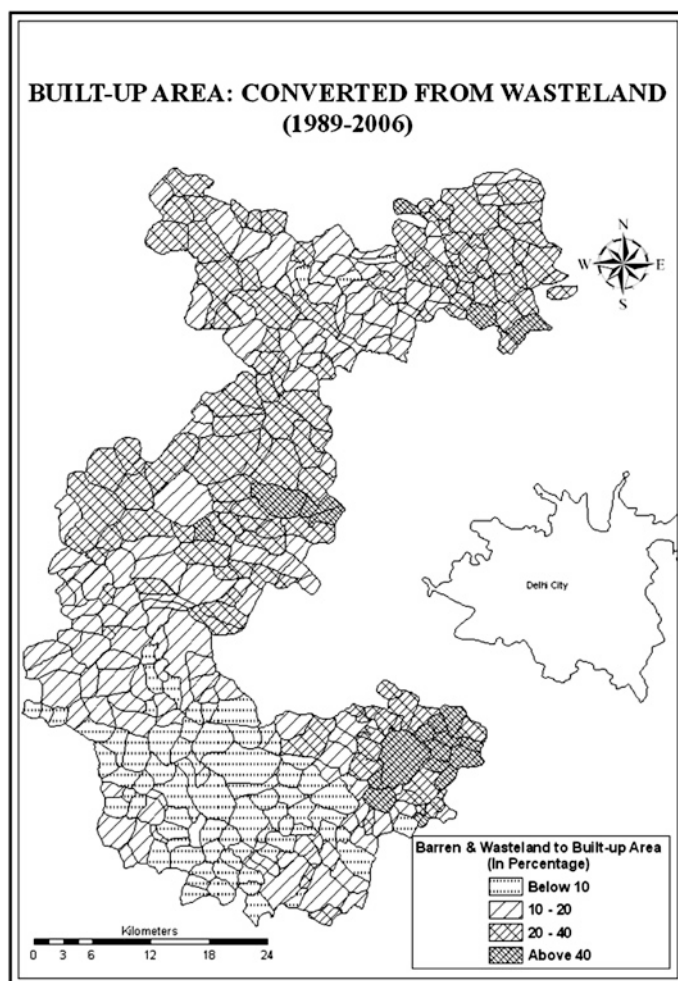 BUILT-UP AREA: CONVERTED FROM WASTELAND
(1989-2006)
N
W E
S
Delhi City
Barren & Wasteland to Built-up Area
(In Percentage)
Below 10
10 - 20
20 - 40
Above 40
Kilometers
0 3 6 12 18 24